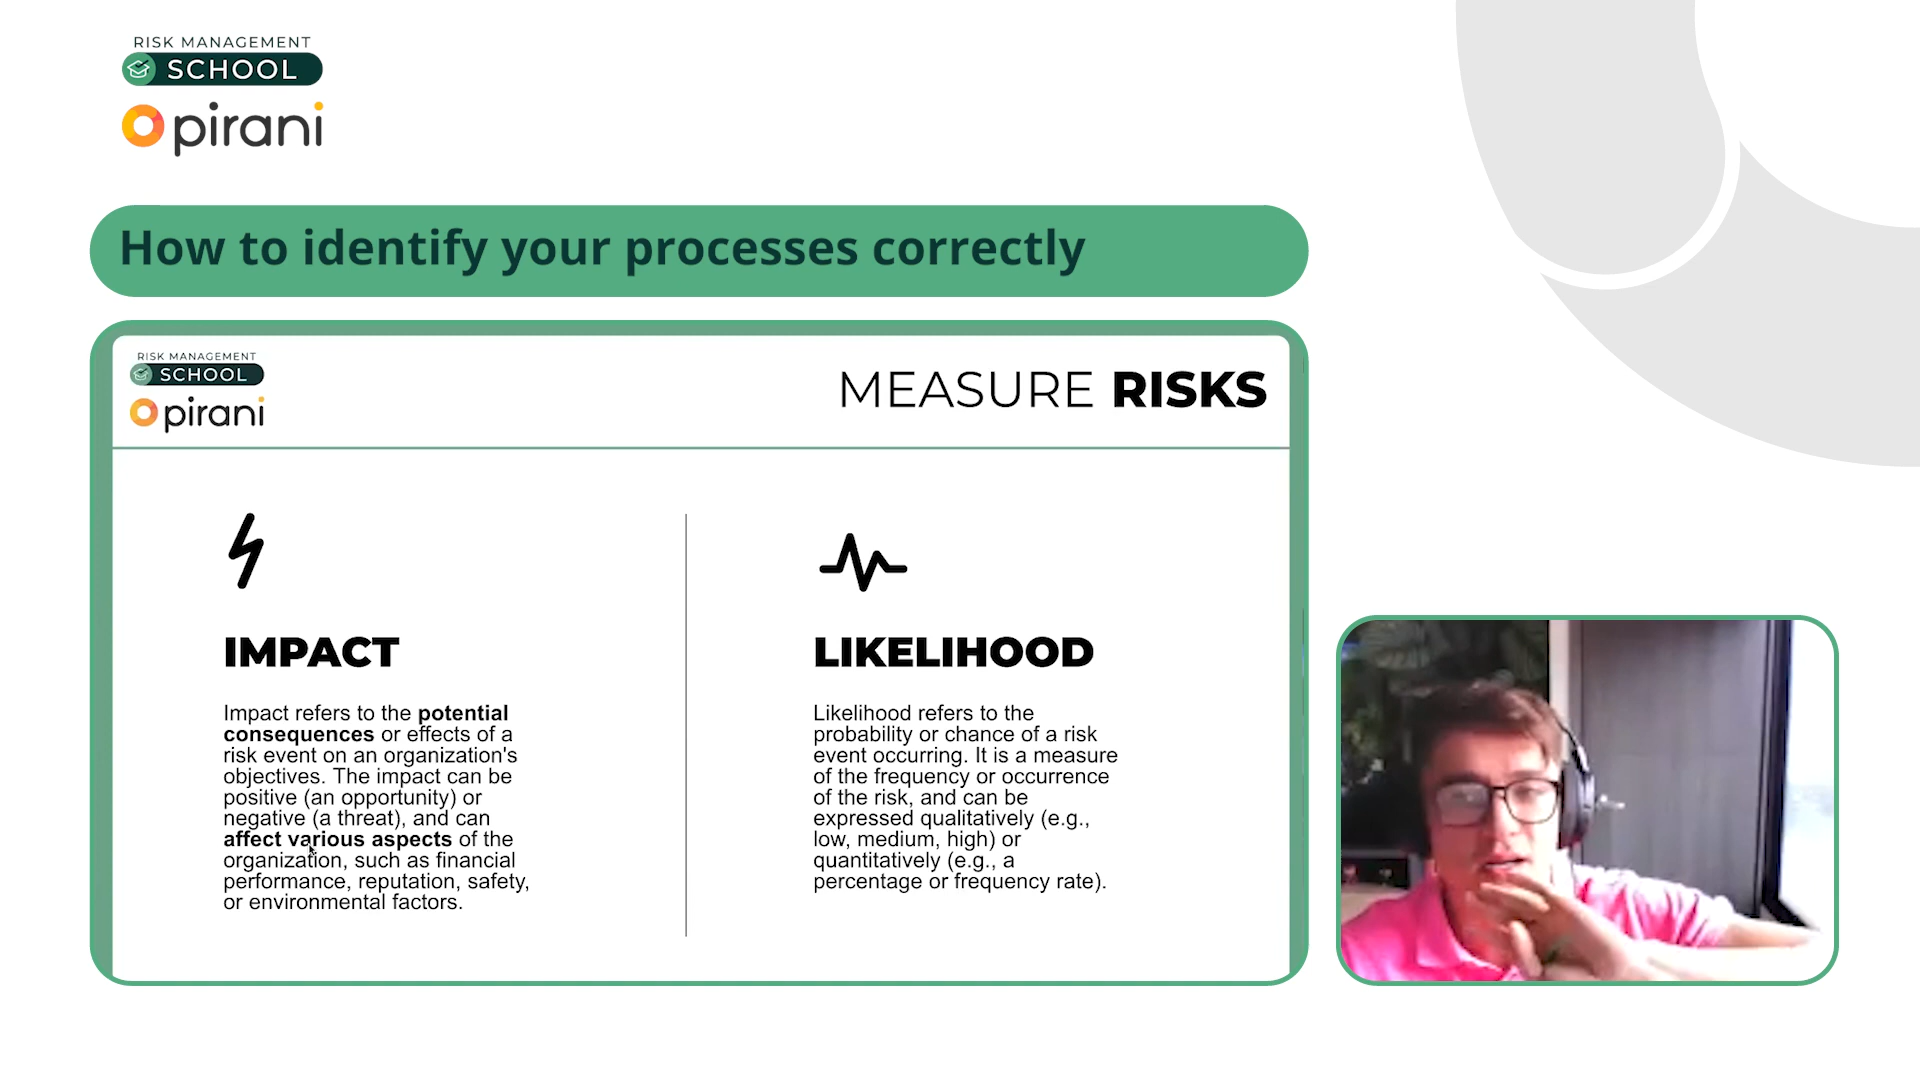 RISK MANAGEMENT
SCHOOL
pirani
How to identify your processes correctly
RISK MANAGEMENT
SCHOOL
pirani
MEASURE RISKS
IMPACT
Impact refers to the potential
consequences or effects of a
risk event on an organization's
objectives. The impact can be
positive (an opportunity) or
negative (a threat), and can
affect various aspects of the
organization, such as financial
performance, reputation, safety,
or environmental factors.
LIKELIHOOD
Likelihood refers to the
probability or chance of a risk
event occurring. It is a measure
of the frequency or occurrence
of the risk, and can be
expressed qualitatively (e.g.,
low, medium, high) or
quantitatively (e.g., a
percentage or frequency rate).